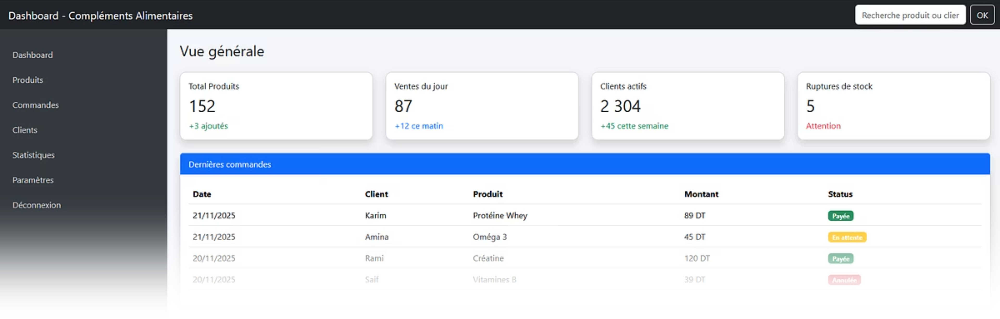 Dashboard - Compléments Alimentaires
Recherche produit ou clier
OK
Dashboard
Produits
Commandes
Clients
Statistiques
Paramètres
Déconnexion
Vue générale
Total Produits
152
+3 ajoutés
Ventes du jour
87
+12 ce matin
Clients actifs
2 304
+45 cette semaine
Ruptures de stock
5
Attention
Dernières commandes
Date Client Produit Montant Status
21/11/2025 Karim Protéine Whey 89 DT Payée
21/11/2025 Amina Oméga 3 45 DT En attente
20/11/2025 Rami Créatine 120 DT Payée
20/11/2025 Saif Vitamines B 39 DT Annulée